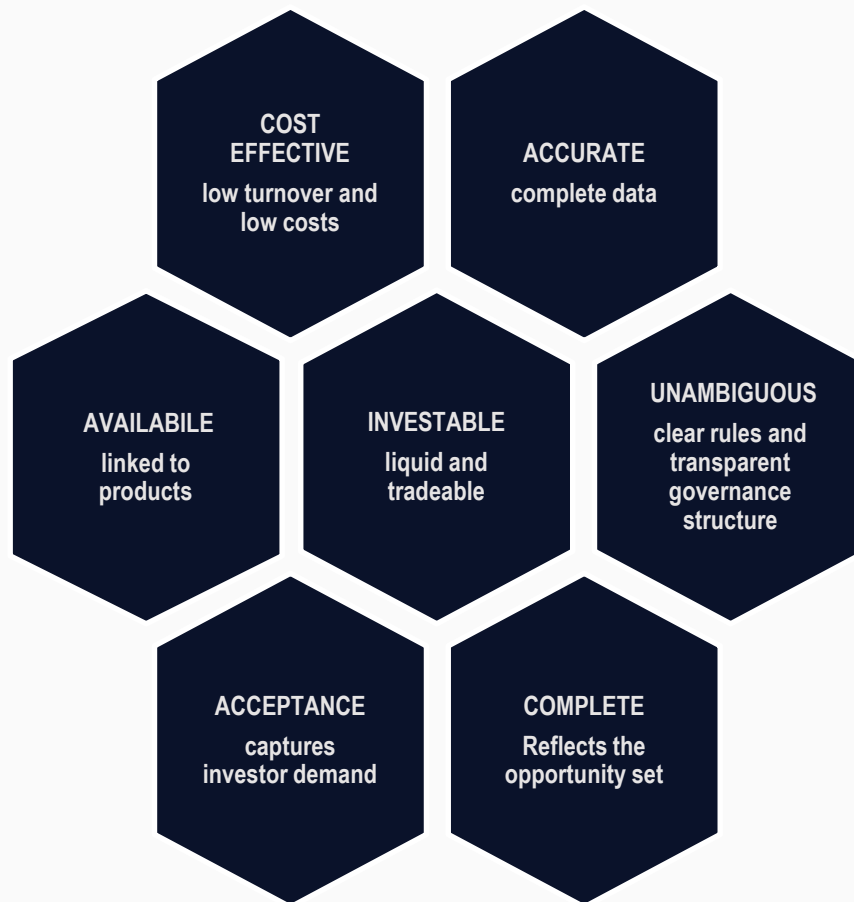 COST
EFFECTIVE
low turnover and
low costs
ACCURATE
complete data
AVAILABILE
linked to
products
INVESTABLE
liquid and
tradeable
UNAMBIGUOUS
clear rules and
transparent
governance
structure
ACCEPTANCE
captures
investor demand
COMPLETE
Reflects the
opportunity set